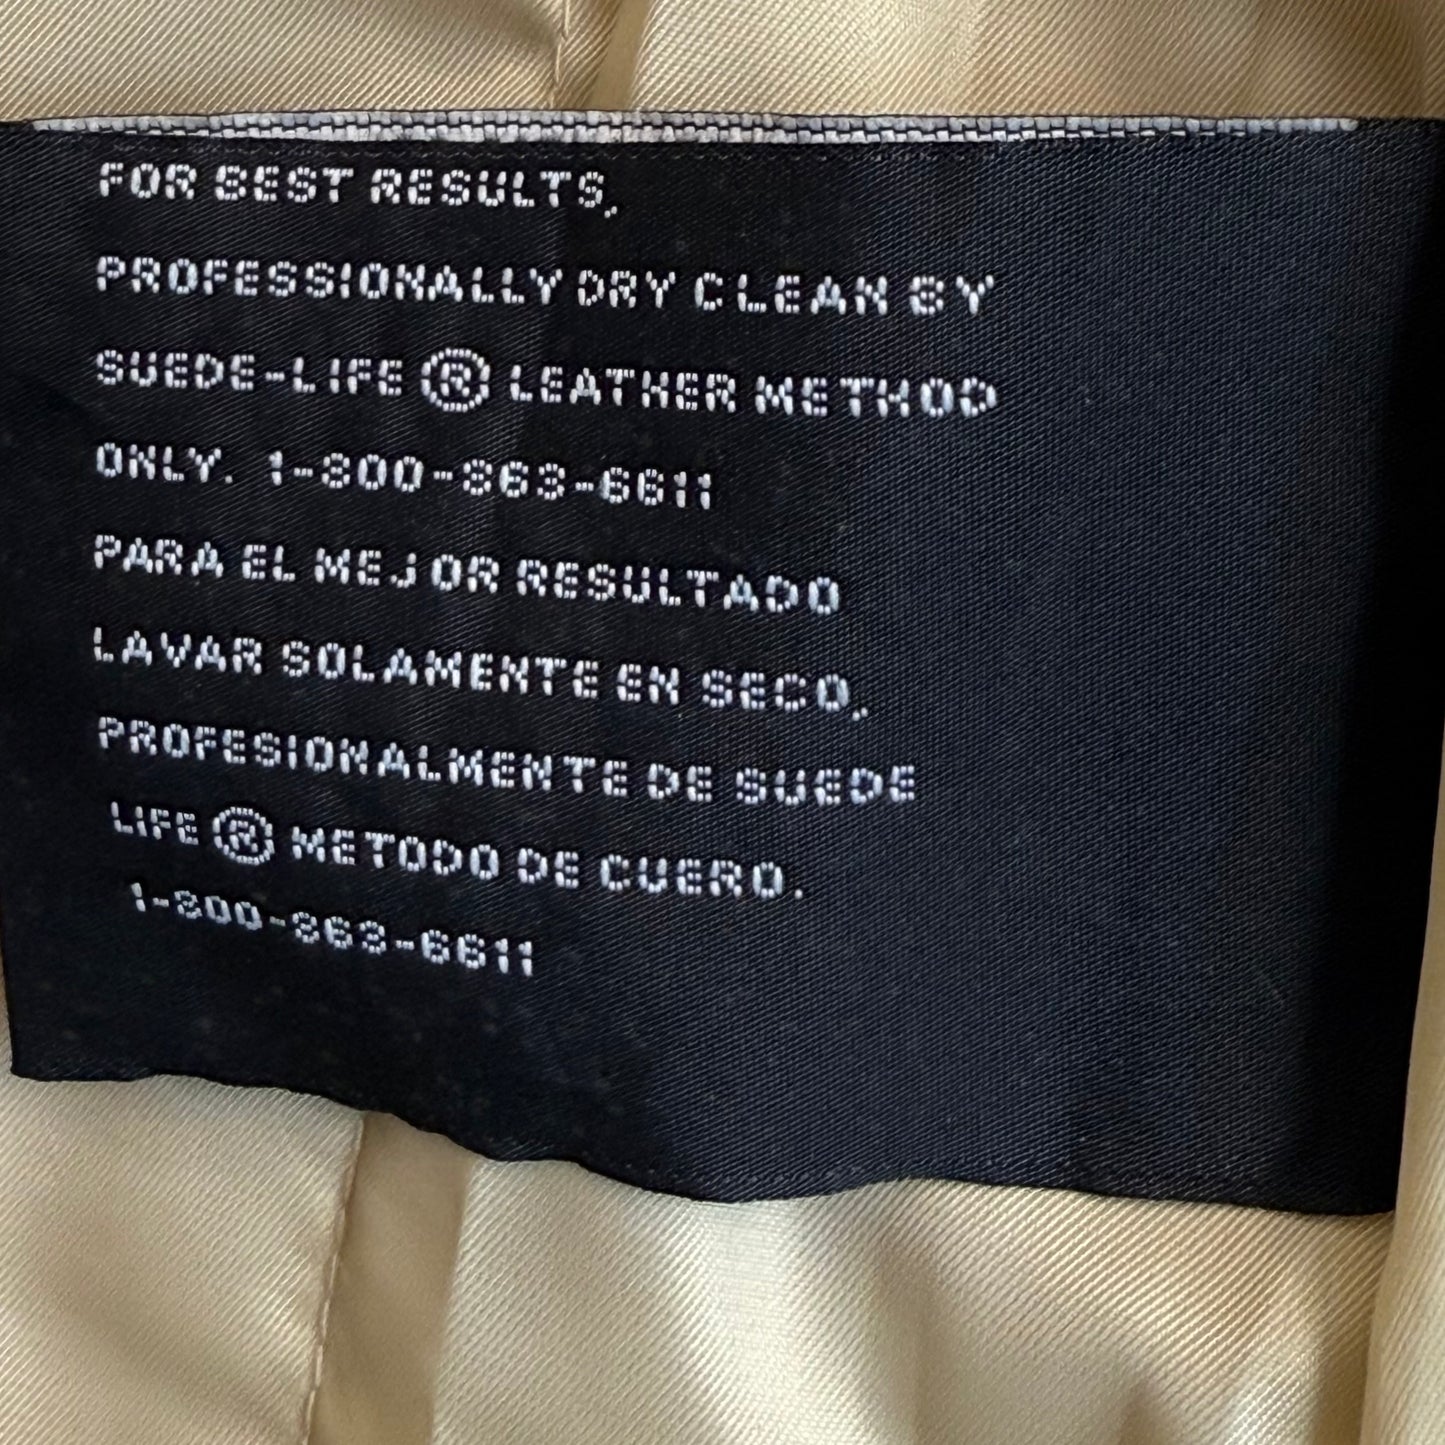 FOR BEST RESULTS,
PROFESSIONALLY DRY CLEAN BY
SUEDE-LIFE ® LEATHER METHOD
ONLY. 1-800-863-6611
PARA EL MEJOR RESULTADO
LAVAR SOLAMENTE EN SECO,
PROFESIONALMENTE DE SUEDE
LIFE ® METODO DE CUERO.
1-800-863-6611